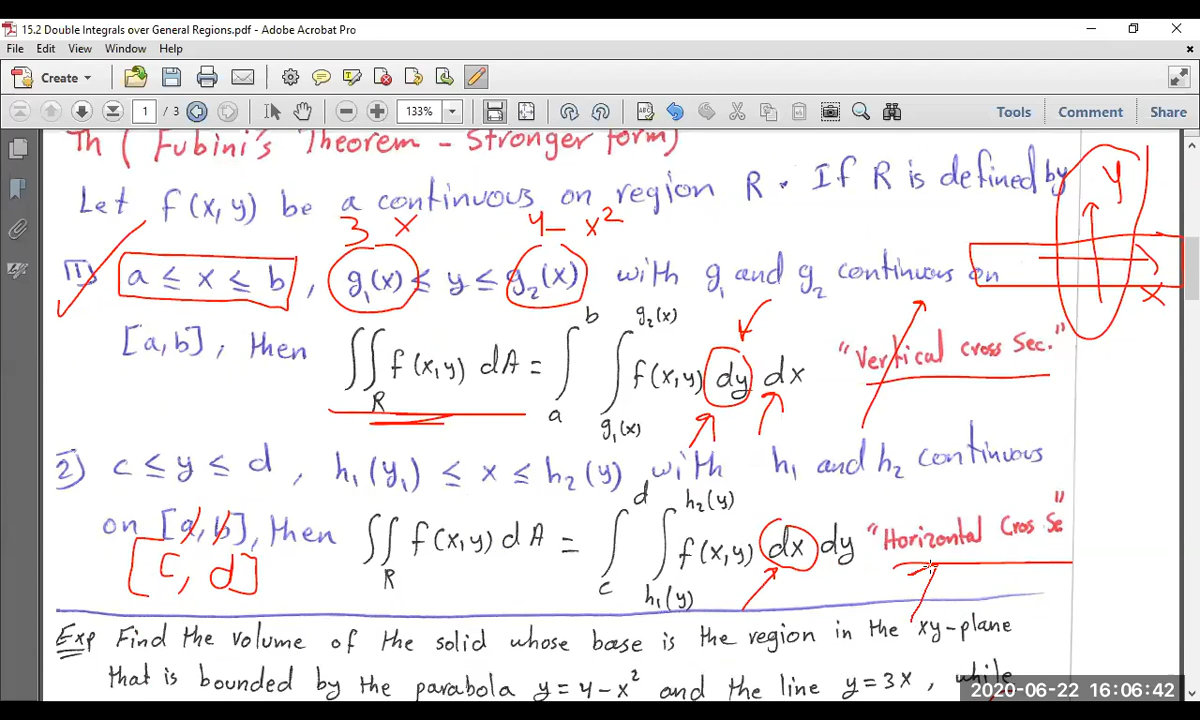 15.2 Double Integrals over General Regions.pdf - Adobe Acrobat Pro
File Edit View Window Help
Create
1 / 3 133% Tools Comment Share
Th ( Fubini's Theorem - Stronger form)
Let f(x,y) be a continuous on region R. If R is defined by
3 x 4 - x² y
(1) a ≤ x ≤ b, g₁(x) ≤ y ≤ g₂(x) with g₁ and g₂ continuous on x
[a,b], then ∬_R f(x,y) dA = ∫_a^b ∫_{g₁(x)}^{g₂(x)} f(x,y) dy dx "Vertical cross Sec."
2) c ≤ y ≤ d, h₁(y₁) ≤ x ≤ h₂(y) with h₁ and h₂ continuous
on [a,b], then ∬_R f(x,y) dA = ∫_c^d ∫_{h₁(y)}^{h₂(y)} f(x,y) dx dy "Horizontal Cros Se"
[c, d]
Exp Find the volume of the solid whose base is the region in the xy-plane
that is bounded by the parabola y = 4 - x² and the line y = 3x, while
2020-06-22 16:06:42